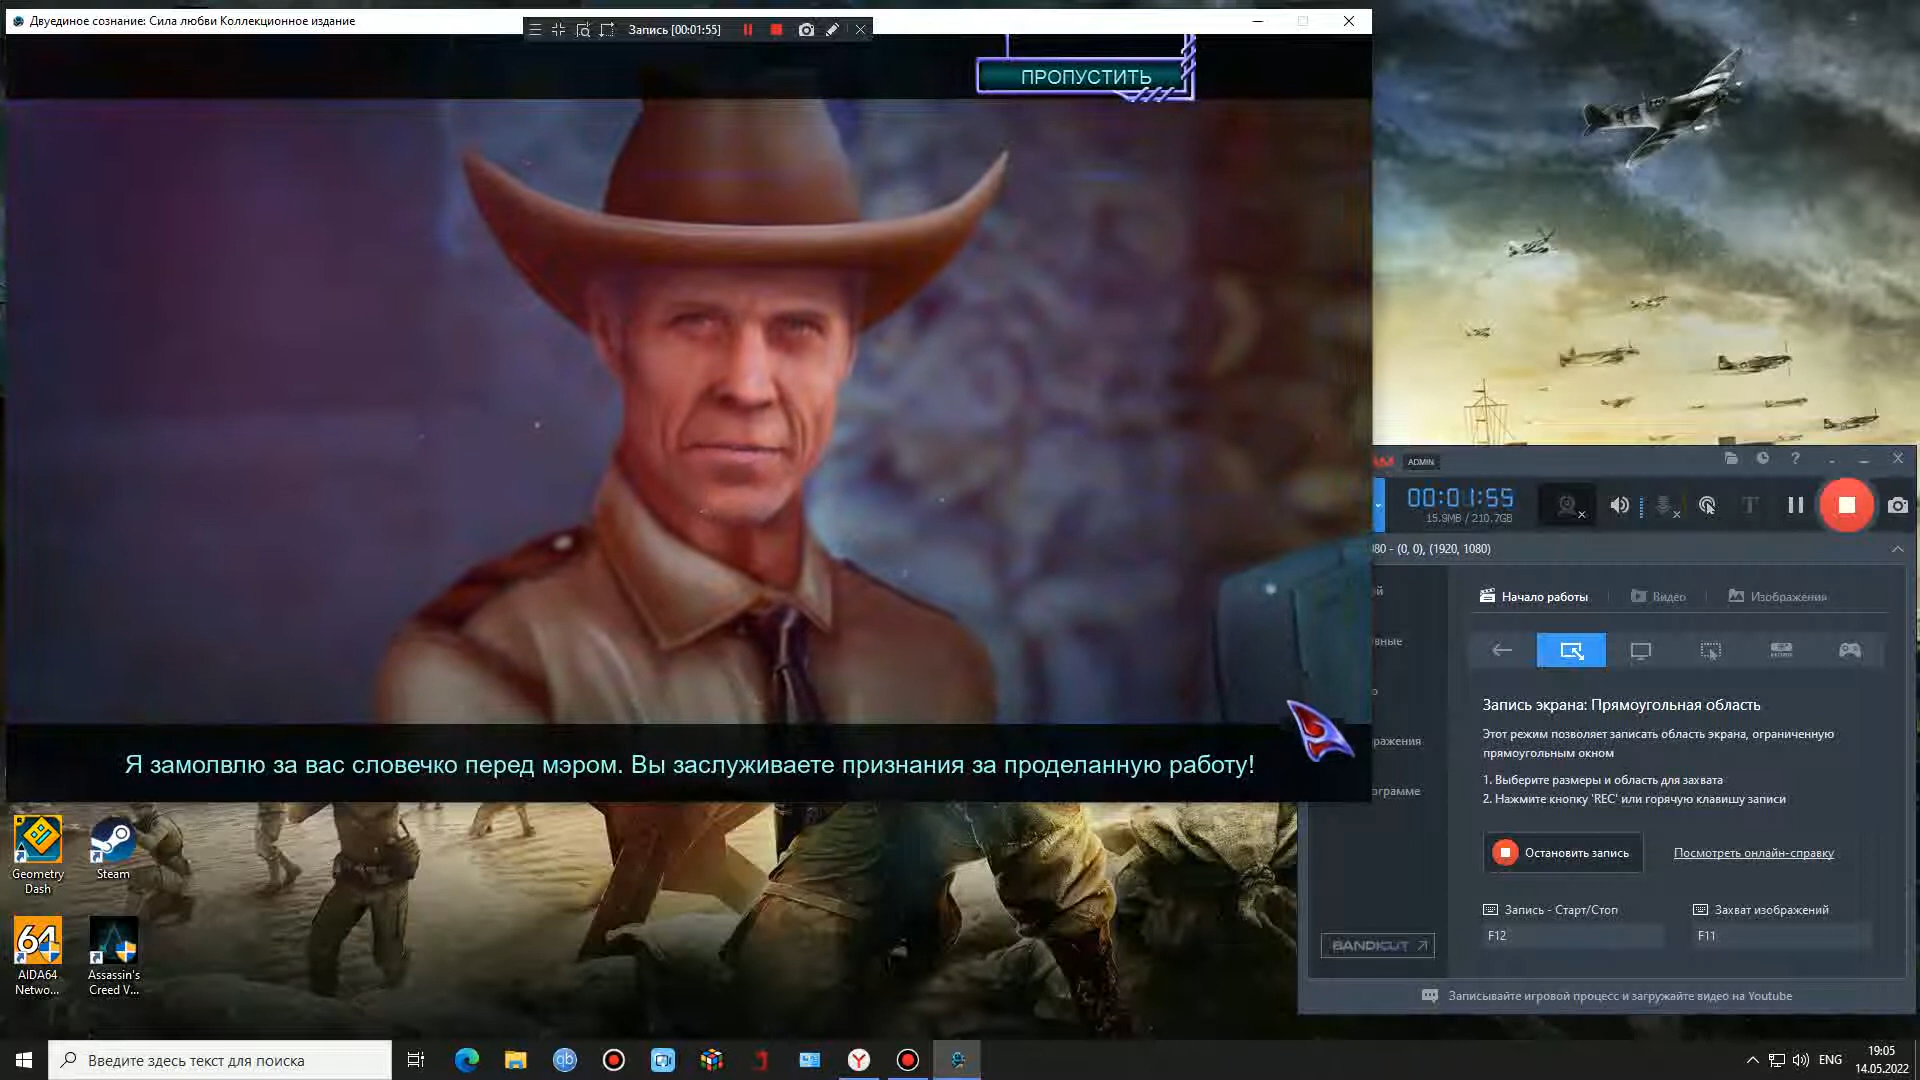 Двуединое сознание: Сила любви Коллекционное издание
Запись [00:01:55]
ПРОПУСТИТЬ
Я замолвлю за вас словечко перед мэром. Вы заслуживаете признания за проделанную работу!
ADMIN
00:01:55
15.9MB / 210.7GB
80 - (0, 0), (1920, 1080)
Начало работы
Видео
Изображения
Запись экрана: Прямоугольная область
Этот режим позволяет записать область экрана, ограниченную
прямоугольным окном
1. Выберите размеры и область для захвата
2. Нажмите кнопку 'REC' или горячую клавишу записи
Остановить запись
Посмотреть онлайн-справку
Запись - Старт/Стоп
Захват изображений
F12
F11
BANDICUT
Записывайте игровой процесс и загружайте видео на Youtube
Geometry
Dash
Steam
AIDA64
Netwo...
Assassin's
Creed V...
Введите здесь текст для поиска
ENG
19:05
14.05.2022